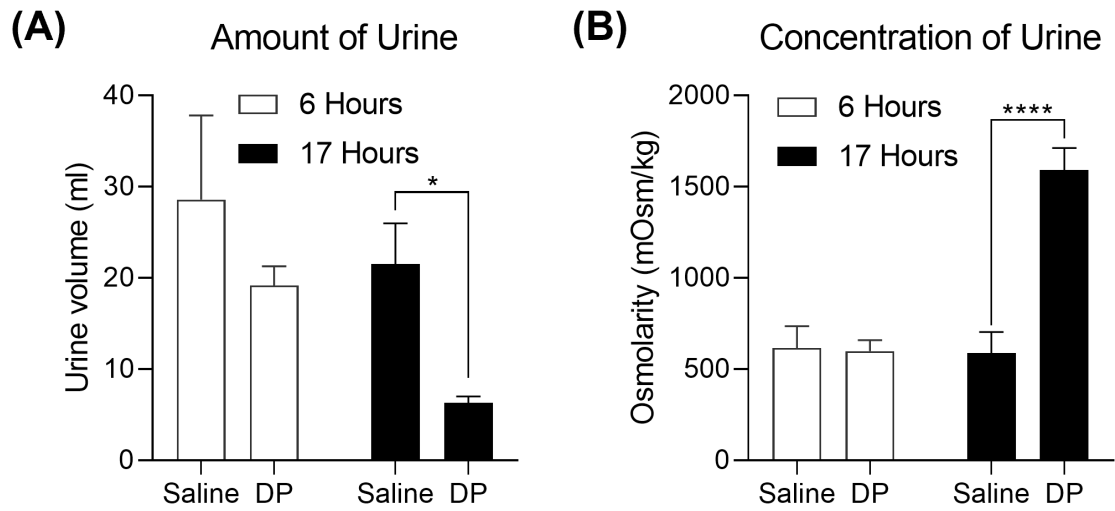 (A)
Amount of Urine
Urine volume (ml)
40
30
20
10
0
6 Hours
17 Hours
*
Saline DP Saline DP
(B)
Concentration of Urine
Osmolarity (mOsm/kg)
2000
1500
1000
500
0
6 Hours
17 Hours
****
Saline DP Saline DP